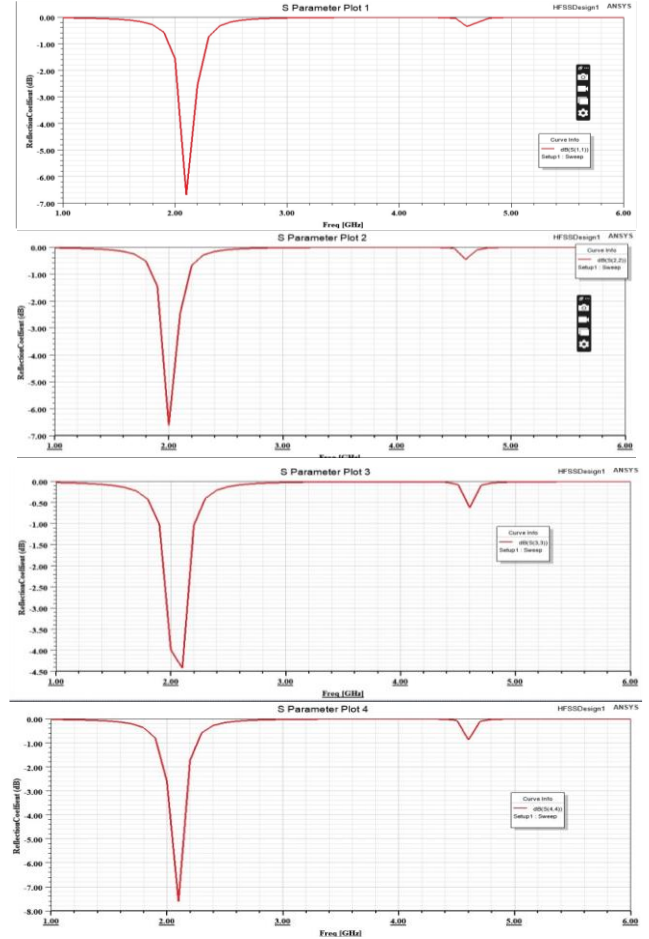 S Parameter Plot 1
HFSSDesign1 ANSYS
0.00
-1.00
-2.00
-3.00
-4.00
-5.00
-6.00
-7.00
ReflectionCoeffient (dB)
Curve Info
dB(S(1,1))
Setup1 : Sweep
1.00 2.00 3.00 4.00 5.00 6.00
Freq [GHz]
S Parameter Plot 2
HFSSDesign1 ANSYS
0.00
-1.00
-2.00
-3.00
-4.00
-5.00
-6.00
-7.00
ReflectionCoeffient (dB)
Curve Info
dB(S(2,2))
Setup1 : Sweep
1.00 2.00 3.00 4.00 5.00 6.00
Freq [GHz]
S Parameter Plot 3
HFSSDesign1 ANSYS
0.00
-0.50
-1.00
-1.50
-2.00
-2.50
-3.00
-3.50
-4.00
-4.50
ReflectionCoeffient (dB)
Curve Info
dB(S(3,3))
Setup1 : Sweep
1.00 2.00 3.00 4.00 5.00 6.00
Freq [GHz]
S Parameter Plot 4
HFSSDesign1 ANSYS
0.00
-1.00
-2.00
-3.00
-4.00
-5.00
-6.00
-7.00
-8.00
ReflectionCoeffient (dB)
Curve Info
dB(S(4,4))
Setup1 : Sweep
1.00 2.00 3.00 4.00 5.00 6.00
Freq [GHz]